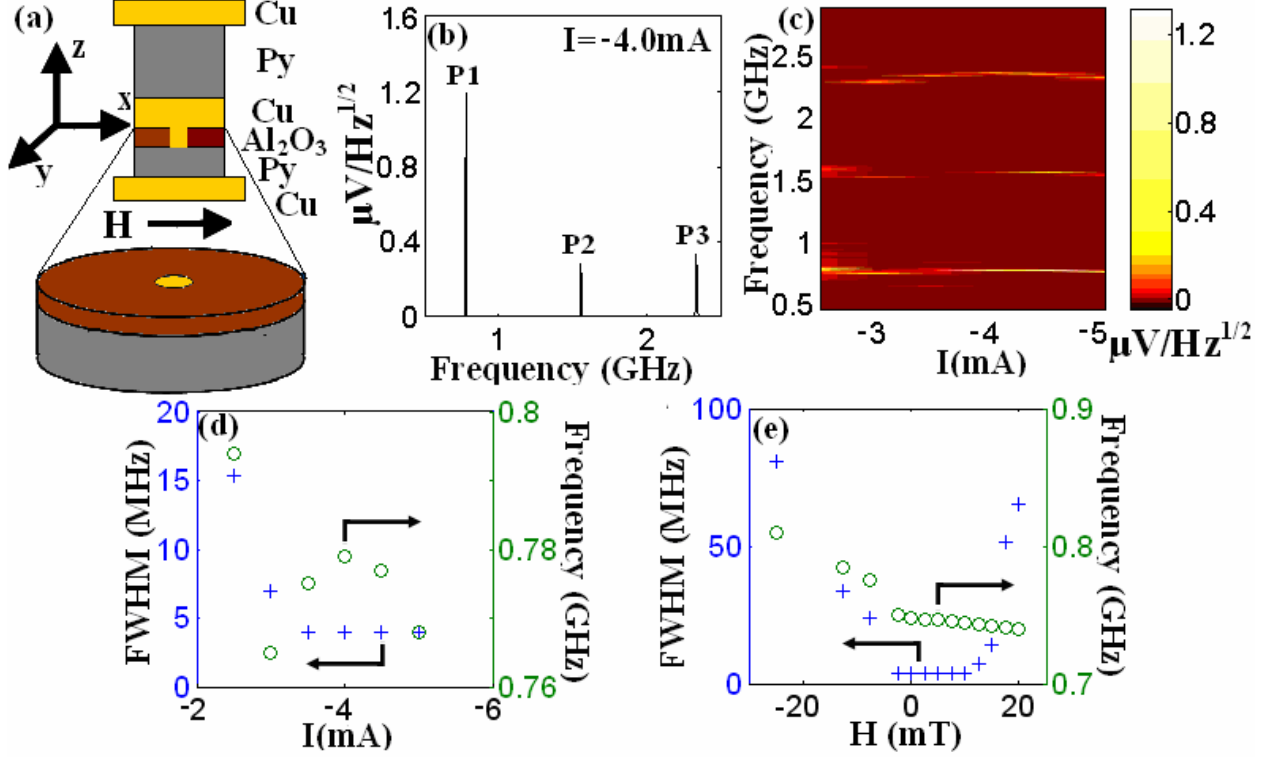 (a)
Cu
Py
Cu
Al2O3
Py
Cu
z
x
y
H
(b)
I=-4.0mA
P1
P2
P3
1.6
1.2
0.8
0.4
0
μV/Hz^1/2
1
2
Frequency (GHz)
(c)
2.5
2
1.5
1
0.5
Frequency (GHz)
-3
-4
-5
I(mA)
1.2
0.8
0.4
0
μV/Hz^1/2
(d)
20
15
10
5
0
FWHM (MHz)
0.8
0.78
0.76
Frequency (GHz)
-2
-4
-6
I(mA)
(e)
100
50
0
FWHM (MHz)
0.9
0.8
0.7
Frequency (GHz)
-20
0
20
H (mT)